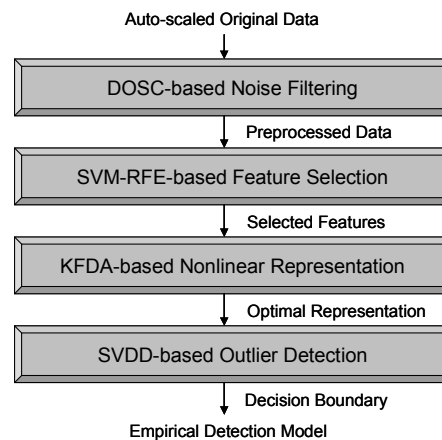 Auto-scaled Original Data
DOSC-based Noise Filtering
Preprocessed Data
SVM-RFE-based Feature Selection
Selected Features
KFDA-based Nonlinear Representation
Optimal Representation
SVDD-based Outlier Detection
Decision Boundary
Empirical Detection Model